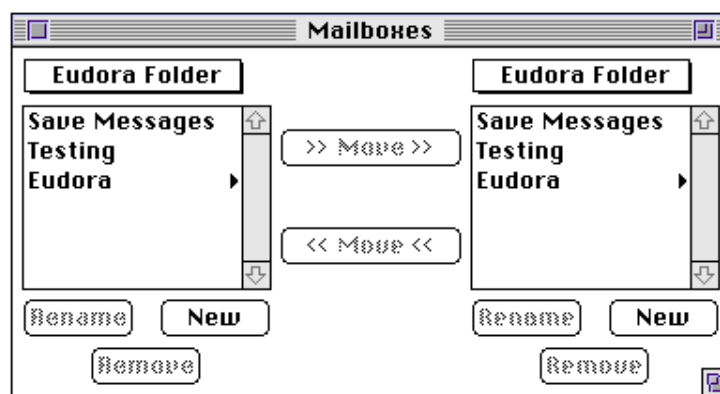 Mailboxes
Eudora Folder
Save Messages
Testing
Eudora
Rename
New
Remove
>> Move >>
<< Move <<
Eudora Folder
Save Messages
Testing
Eudora
Rename
New
Remove